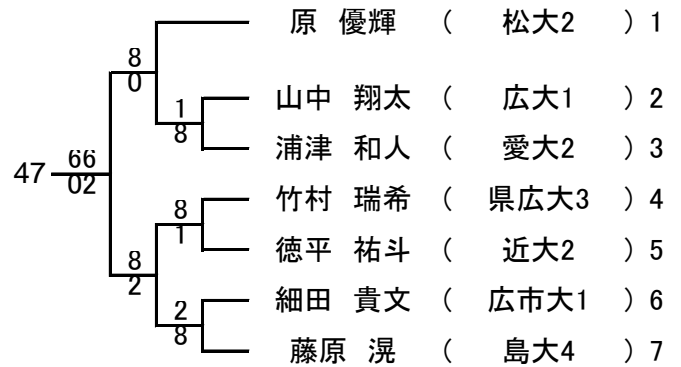 原 優輝 ( 松大2 ) 1
8
0
山中 翔太 ( 広大1 ) 2
1
8
浦津 和人 ( 愛大2 ) 3
47
66
02
竹村 瑞希 ( 県広大3 ) 4
8
1
徳平 祐斗 ( 近大2 ) 5
8
2
細田 貴文 ( 広市大1 ) 6
2
8
藤原 滉 ( 島大4 ) 7